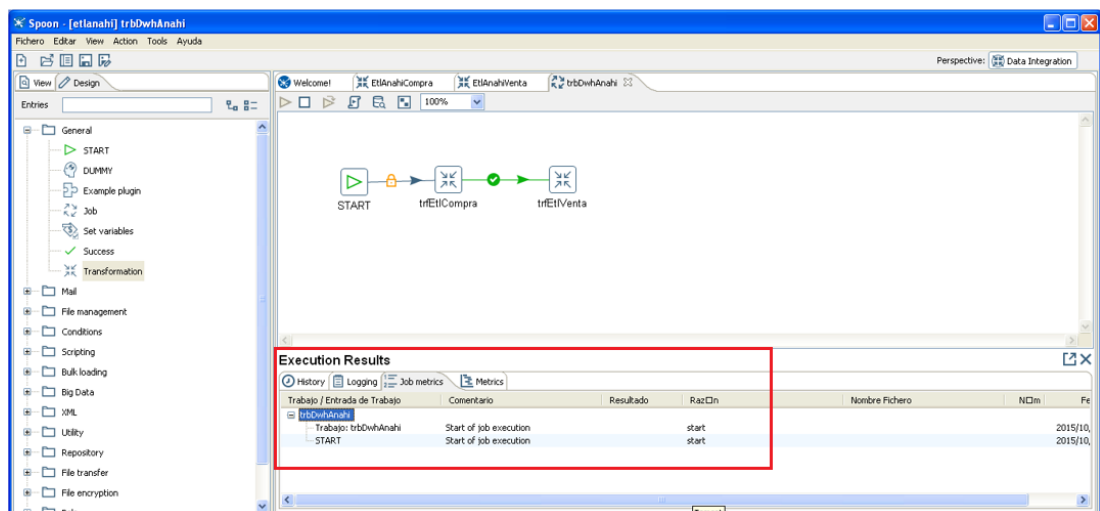 Spoon - [etlanahi] trbDwhAnahi
Fichero Editar View Action Tools Ayuda
Perspective: Data Integration
View Design
Welcome! EtlAnahiCompra EtlAnahiVenta trbDwhAnahi
Entries
100%
General
START
DUMMY
Example plugin
Job
Set variables
Success
Transformation
Mail
File management
Conditions
Scripting
Bulk loading
Big Data
XML
Utility
Repository
File transfer
File encryption
START trfEtlCompra trfEtlVenta
Execution Results
History Logging Job metrics Metrics
Trabajo / Entrada de Trabajo Comentario Resultado Raz□n Nombre Fichero N□m Fe
trbDwhAnahi
Trabajo: trbDwhAnahi Start of job execution start 2015/10,
START Start of job execution start 2015/10,